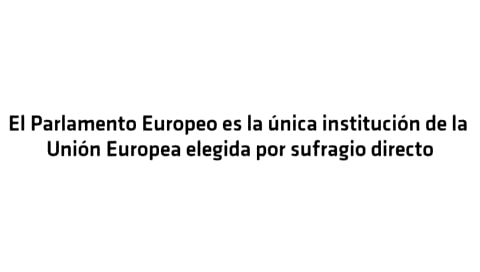 El Parlamento Europeo es la única institución de la
Unión Europea elegida por sufragio directo